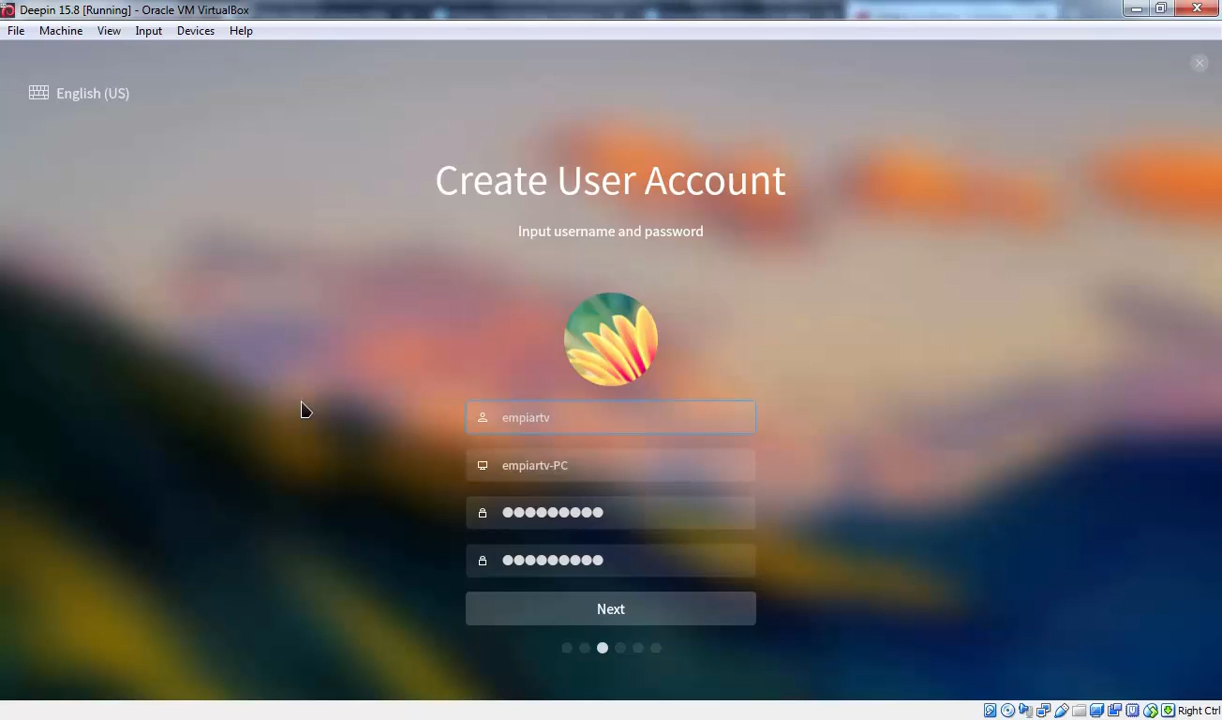 Deepin 15.8 [Running] - Oracle VM VirtualBox
File Machine View Input Devices Help
English (US)
Create User Account
Input username and password
empiartv
empiartv-PC
Next
Right Ctrl